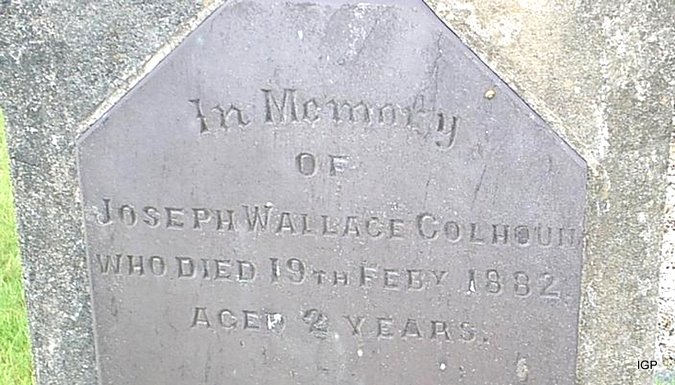 In Memory
OF
JOSEPH WALLACE COLHOUN
WHO DIED 19TH FEBY 1882
AGED 2 YEARS.
IGP